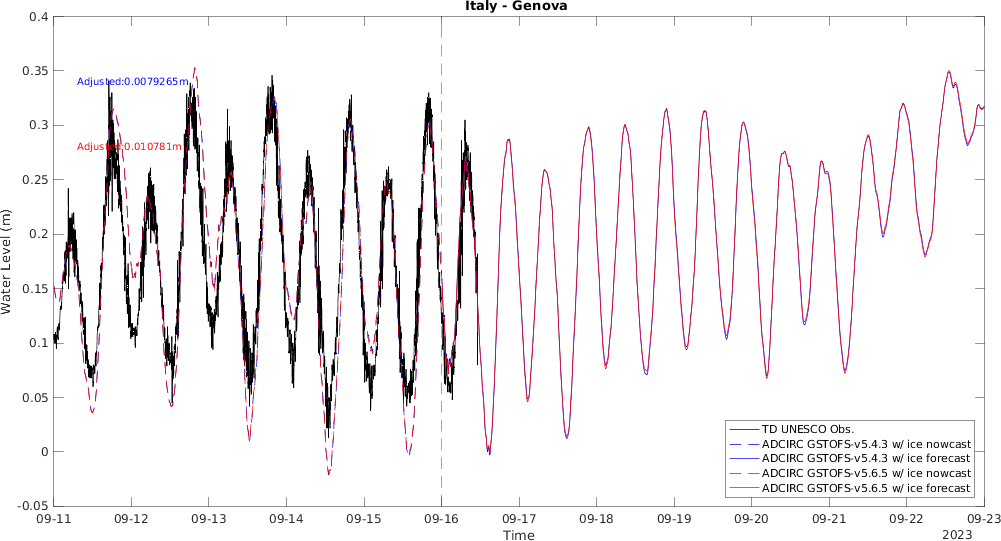 Italy - Genova
0.4
0.35
0.3
0.25
0.2
0.15
0.1
0.05
0
-0.05
Water Level (m)
Adjusted:0.0079265m
Adjusted:0.010781m
TD UNESCO Obs.
ADCIRC GSTOFS-v5.4.3 w/ ice nowcast
ADCIRC GSTOFS-v5.4.3 w/ ice forecast
ADCIRC GSTOFS-v5.6.5 w/ ice nowcast
ADCIRC GSTOFS-v5.6.5 w/ ice forecast
09-11 09-12 09-13 09-14 09-15 09-16 09-17 09-18 09-19 09-20 09-21 09-22 09-23
Time
2023